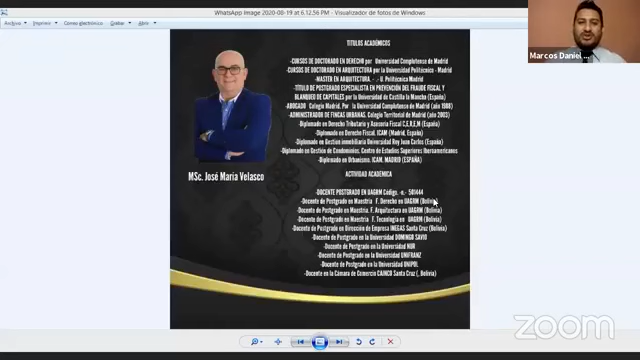 WhatsApp Image 2020-08-19 at 6.12.56 PM - Visualizador de fotos de Windows
Archivo Imprimir Correo electrónico Grabar Abrir
Marcos Daniel
TITULOS ACADÉMICOS
-CURSOS DE DOCTORADO EN DERECHO por Universidad Complutense de Madrid
-CURSOS DE DOCTORADO EN ARQUITECTURA por la Universidad Politécnico - Madrid
-MASTER EN ARQUITECTURA. - .- U. Politécnica Madrid
-TÍTULO DE POSTGRADO ESPECIALISTA EN PREVENCIÓN DEL FRAUDE FISCAL Y
BLANQUEO DE CAPITALES por la Universidad de Castilla la Mancha (España)
-ABOGADO Colegio Madrid. Por la Universidad Complutense de Madrid (año 1988)
-ADMINISTRADOR DE FINCAS URBANAS. Colegio Territorial de Madrid (año 2003)
-Diplomado en Derecho Tributario y Asesoría Fiscal C.E.R.E.M (España)
-Diplomado en Derecho Fiscal. ICAM (Madrid, España)
-Diplomado en Gestión inmobiliaria Universidad Rey Juan Carlos (España)
-Diplomado en Gestión de Condominios. Centro de Estudios Superiores Iberoamericanos
-Diplomado en Urbanismo. ICAM. MADRID (ESPAÑA)
MSc. José María Velasco
ACTIVIDAD ACADEMICA
-DOCENTE POSTGRADO EN UAGRM Código. -n.- 501444
-Docente de Postgrado en Maestria F. Derecho en UAGRM (Bolivia)
-Docente de Postgrado en Maestria. F. Arquitectura en UAGRM (Bolivia)
-Docente de Postgrado en Maestria F. Tecnología en UAGRM (Bolivia)
-Docente de Postgrado en Dirección de Empresa INEGAS Santa Cruz (Bolivia)
-Docente de Postgrado en la Universidad DOMINGO SAVIO
-Docente de Postgrado en la Universidad NUR
-Docente de Postgrado en la Universidad UNIFRANZ
-Docente de Postgrado en la Universidad UNIPOL
-Docente en la Cámara de Comercio CAINCO Santa Cruz (, Bolivia)
zoom